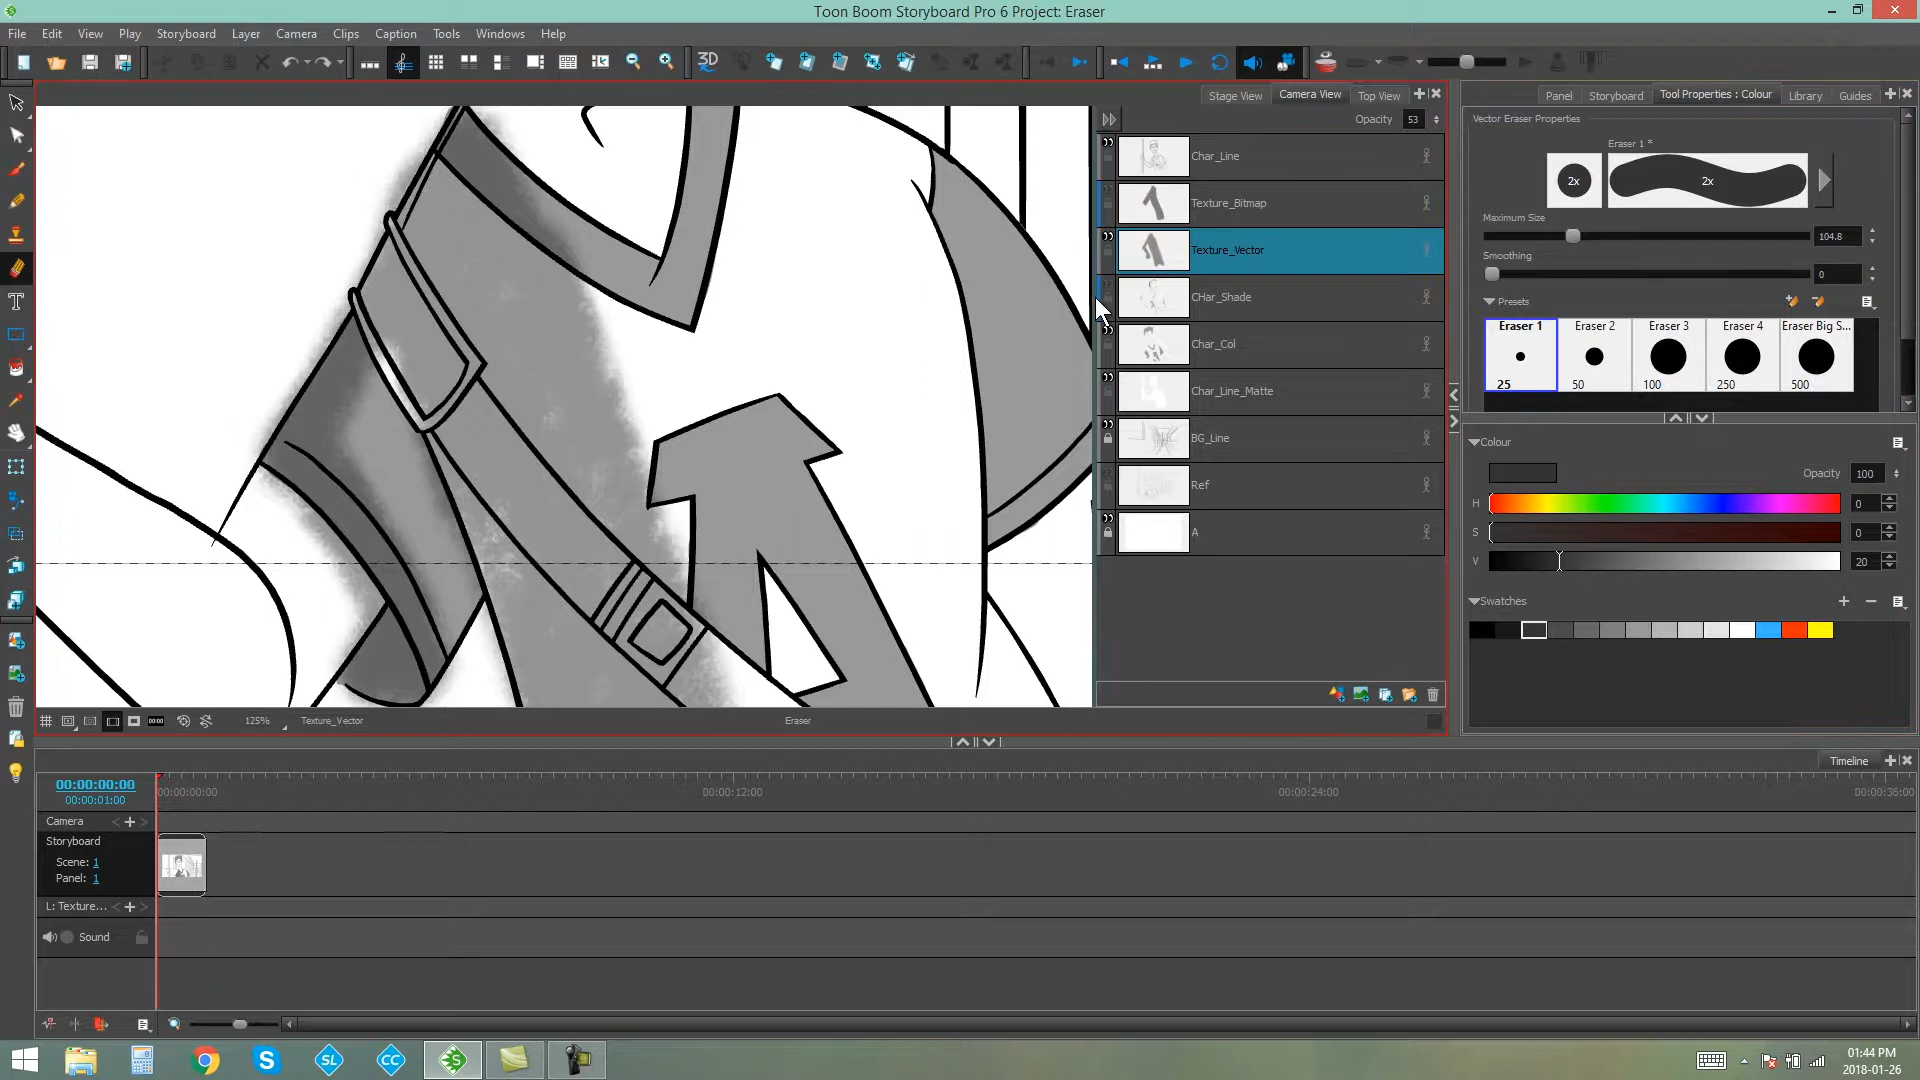 Toon Boom Storyboard Pro 6 Project: Eraser
File Edit View Play Storyboard Layer Camera Clips Caption Tools Windows Help
3D
Stage View Camera View Top View
Panel Storyboard Tool Properties : Colour Library Guides
Opacity 53
Vector Eraser Properties
Eraser 1 *
2x 2x
Maximum Size
104.8
Smoothing
0
Presets
Eraser 1 Eraser 2 Eraser 3 Eraser 4 Eraser Big S...
25 50 100 250 500
Char_Line
Texture_Bitmap
Texture_Vector
CHar_Shade
Char_Col
Char_Line_Matte
BG_Line
Ref
A
Colour
Opacity 100
H 0
S 0
V 20
Swatches
125% Texture_Vector Eraser
Timeline
00:00:00:00
00:00:01:00
00:00:00:00 00:00:12:00 00:00:24:00 00:00:36:00
Camera
Storyboard
Scene: 1
Panel: 1
L: Texture...
Sound
SL CC
01:44 PM
2018-01-26